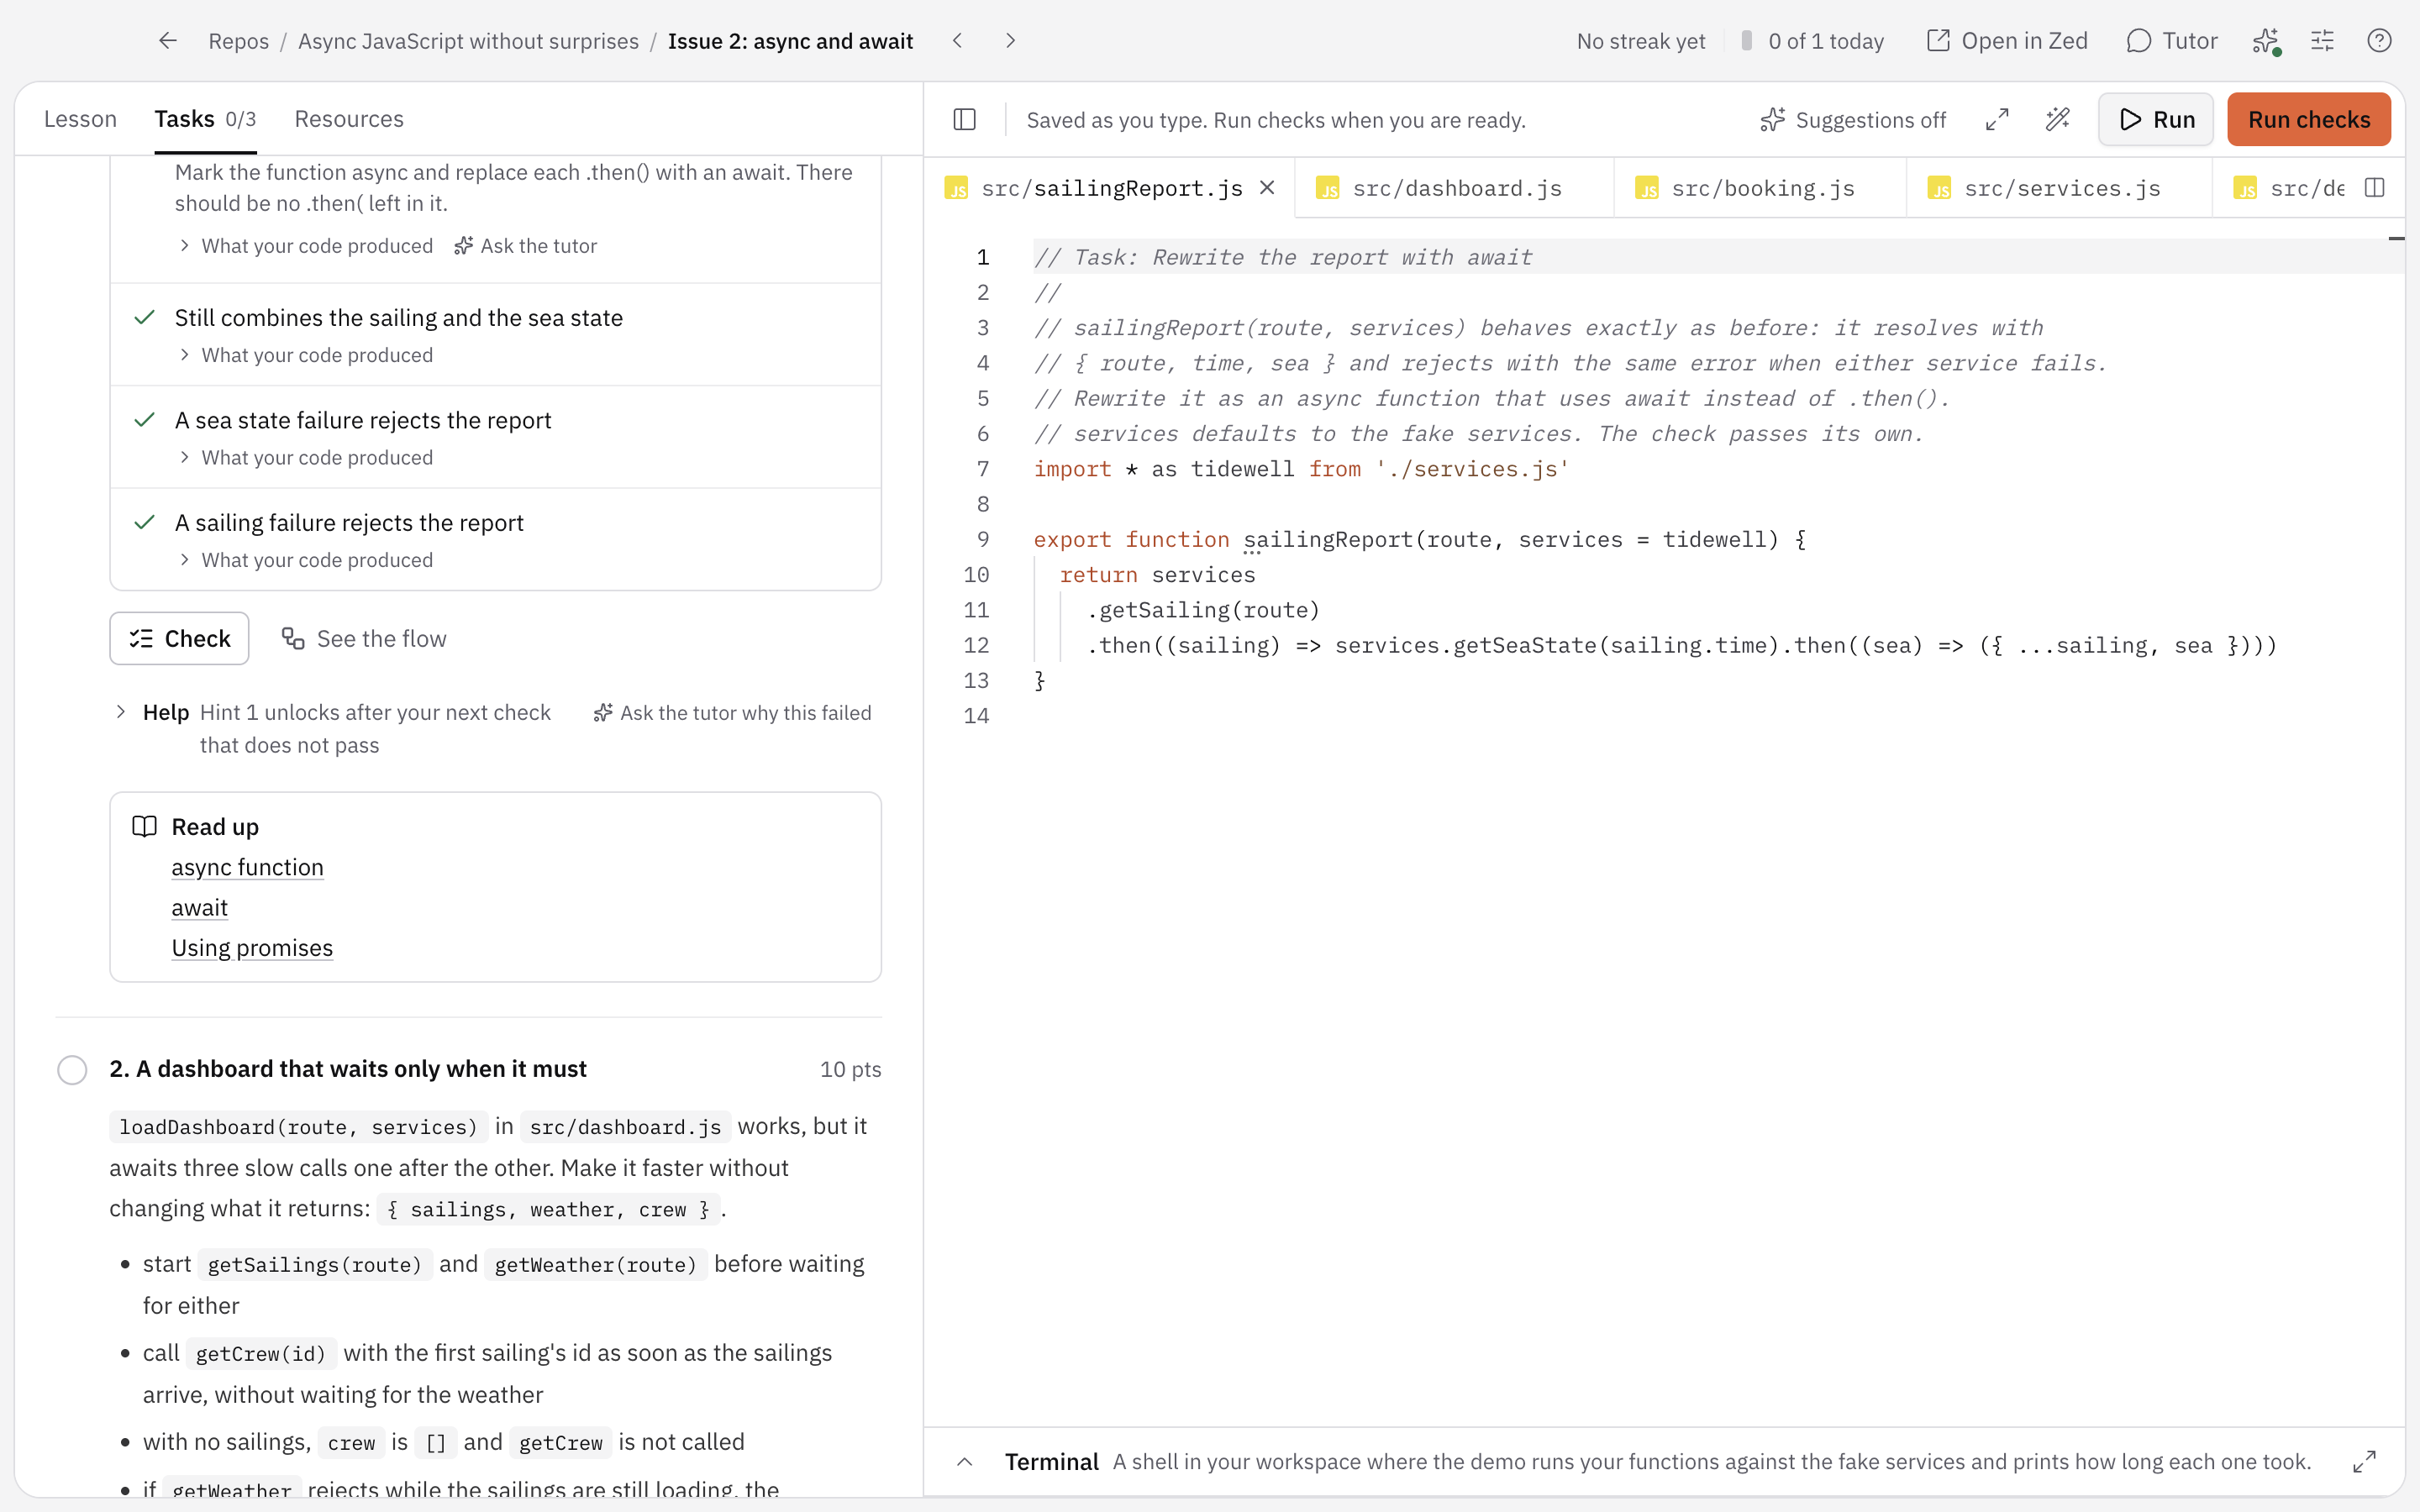 Repos / Async JavaScript without surprises / Issue 2: async and await
No streak yet
0 of 1 today
Open in Zed
Tutor
Lesson
Tasks 0/3
Resources
Mark the function async and replace each .then() with an await. There
should be no .then( left in it.
What your code produced
Ask the tutor
Still combines the sailing and the sea state
What your code produced
A sea state failure rejects the report
What your code produced
A sailing failure rejects the report
What your code produced
Check
See the flow
Help
Hint 1 unlocks after your next check
that does not pass
Ask the tutor why this failed
Read up
async function
await
Using promises
2. A dashboard that waits only when it must
10 pts
loadDashboard(route, services) in src/dashboard.js works, but it
awaits three slow calls one after the other. Make it faster without
changing what it returns: { sailings, weather, crew }.
• start getSailings(route) and getWeather(route) before waiting
for either
• call getCrew(id) with the first sailing's id as soon as the sailings
arrive, without waiting for the weather
• with no sailings, crew is [] and getCrew is not called
• if getWeather rejects while the sailings are still loading, the
Saved as you type. Run checks when you are ready.
Suggestions off
Run
Run checks
JS src/sailingReport.js
JS src/dashboard.js
JS src/booking.js
JS src/services.js
JS src/de
1 // Task: Rewrite the report with await
2 //
3 // sailingReport(route, services) behaves exactly as before: it resolves with
4 // { route, time, sea } and rejects with the same error when either service fails.
5 // Rewrite it as an async function that uses await instead of .then().
6 // services defaults to the fake services. The check passes its own.
7 import * as tidewell from './services.js'
8
9 export function sailingReport(route, services = tidewell) {
10 return services
11 .getSailing(route)
12 .then((sailing) => services.getSeaState(sailing.time).then((sea) => ({ ...sailing, sea })))
13 }
14
Terminal
A shell in your workspace where the demo runs your functions against the fake services and prints how long each one took.